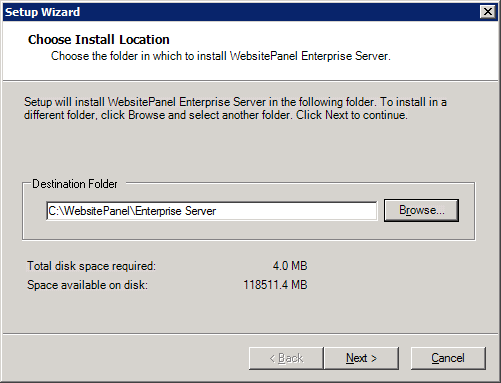 Setup Wizard
Choose Install Location
Choose the folder in which to install WebsitePanel Enterprise Server.
Setup will install WebsitePanel Enterprise Server in the following folder. To install in a
different folder, click Browse and select another folder. Click Next to continue.
Destination Folder
C:\WebsitePanel\Enterprise Server
Browse...
Total disk space required: 4.0 MB
Space available on disk: 118511.4 MB
< Back Next > Cancel